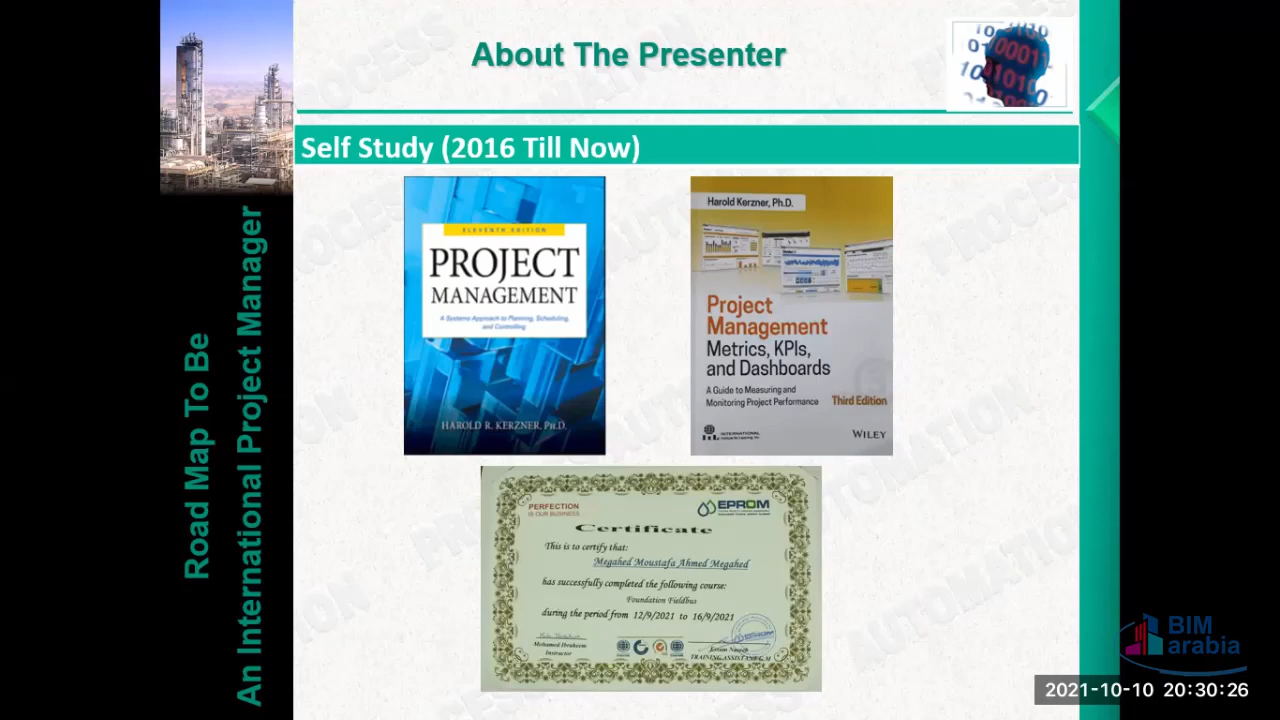 About The Presenter
Self Study (2016 Till Now)
Road Map To Be
An International Project Manager
ELEVENTH EDITION
PROJECT
MANAGEMENT
A Systems Approach to Planning, Scheduling,
and Controlling
HAROLD R. KERZNER, PH.D.
Harold Kerzner, Ph.D.
Project
Management
Metrics, KPIs,
and Dashboards
A Guide to Measuring and
Monitoring Project Performance
Third Edition
INTERNATIONAL
WILEY
PERFECTION
IS OUR BUSINESS
EPROM
Certificate
This is to certify that:
Megahed Moustafa Ahmed Megahed
has successfully completed the following course:
Foundation Fieldbus
during the period from 12/9/2021 to 16/9/2021
Mohamed Ibraheem
Instructor
TRAINING ASSISTANT G.M
BIM
arabia
2021-10-10 20:30:26